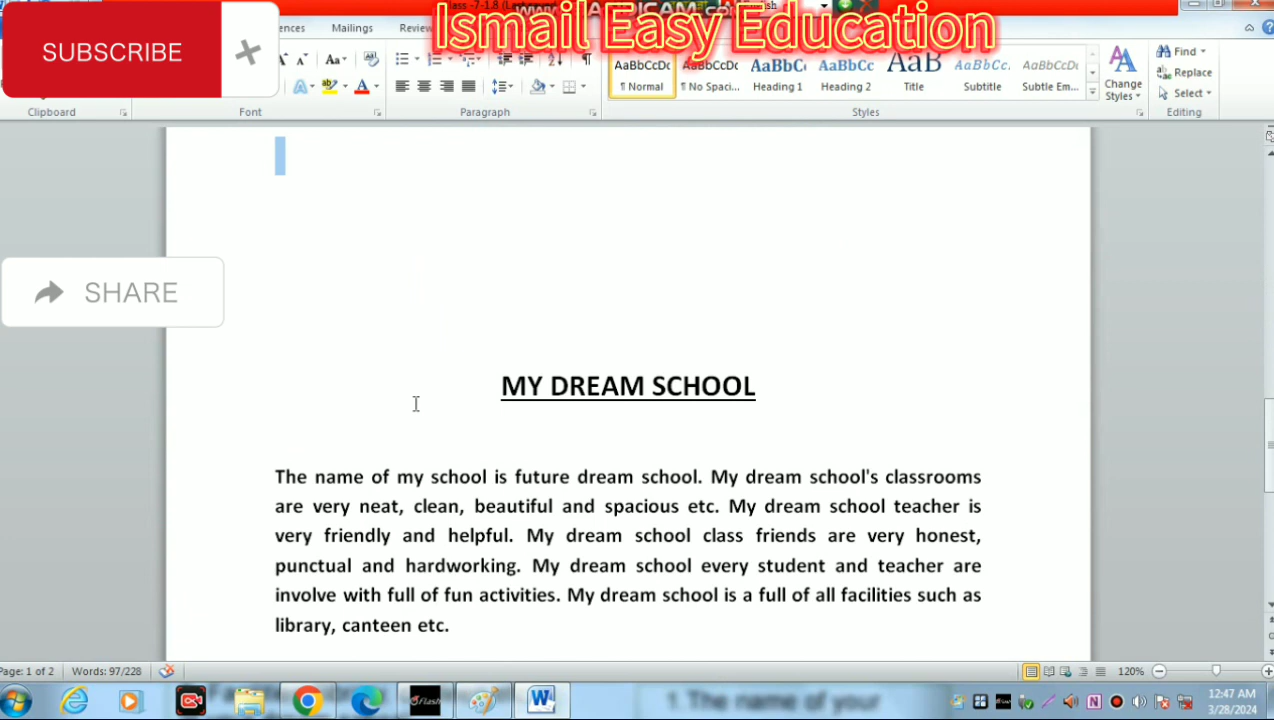 lass -7-1.8
Ismail Easy Education
SUBSCRIBE
ences Mailings Review
Aa
AaBbCcDc AaBbCcDc AaBbC AaBbCc AaB AaBbCc. AaBbCcDc
Normal No Spaci... Heading 1 Heading 2 Title Subtitle Subtle Em...
Change Styles
Find
Replace
Select
Clipboard Font Paragraph Styles Editing
SHARE
MY DREAM SCHOOL
The name of my school is future dream school. My dream school's classrooms
are very neat, clean, beautiful and spacious etc. My dream school teacher is
very friendly and helpful. My dream school class friends are very honest,
punctual and hardworking. My dream school every student and teacher are
involve with full of fun activities. My dream school is a full of all facilities such as
library, canteen etc.
Page: 1 of 2 Words: 97/228 120%
1.The name of your
12:47 AM
3/28/2024